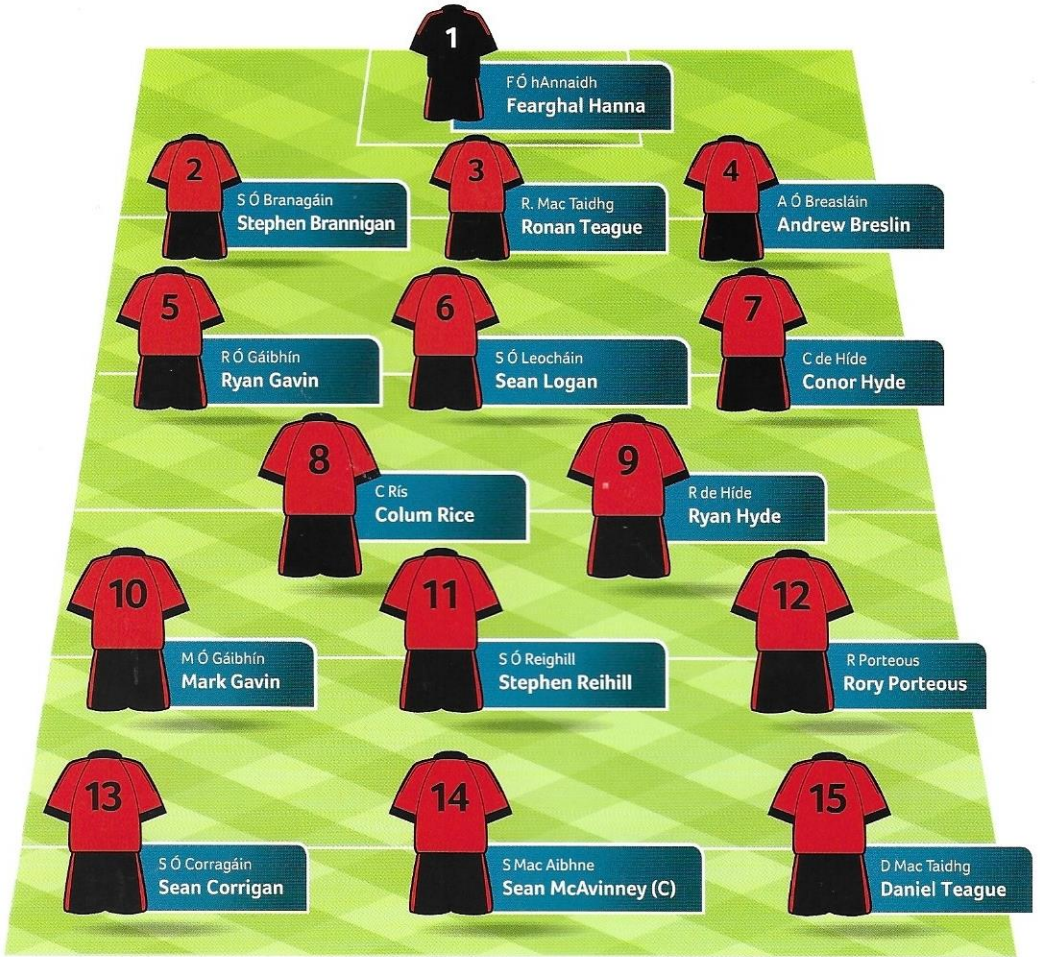 1
F Ó hAnnaidh
Fearghal Hanna
2
S Ó Branagáin
Stephen Brannigan
3
R. Mac Taidhg
Ronan Teague
4
A Ó Breasláin
Andrew Breslin
5
R Ó Gáibhín
Ryan Gavin
6
S Ó Leocháin
Sean Logan
7
C de Híde
Conor Hyde
8
C Rís
Colum Rice
9
R de Híde
Ryan Hyde
10
M Ó Gáibhín
Mark Gavin
11
S Ó Reighill
Stephen Reihill
12
R Porteous
Rory Porteous
13
S Ó Corragáin
Sean Corrigan
14
S Mac Aibhne
Sean McAvinney (C)
15
D Mac Taidhg
Daniel Teague